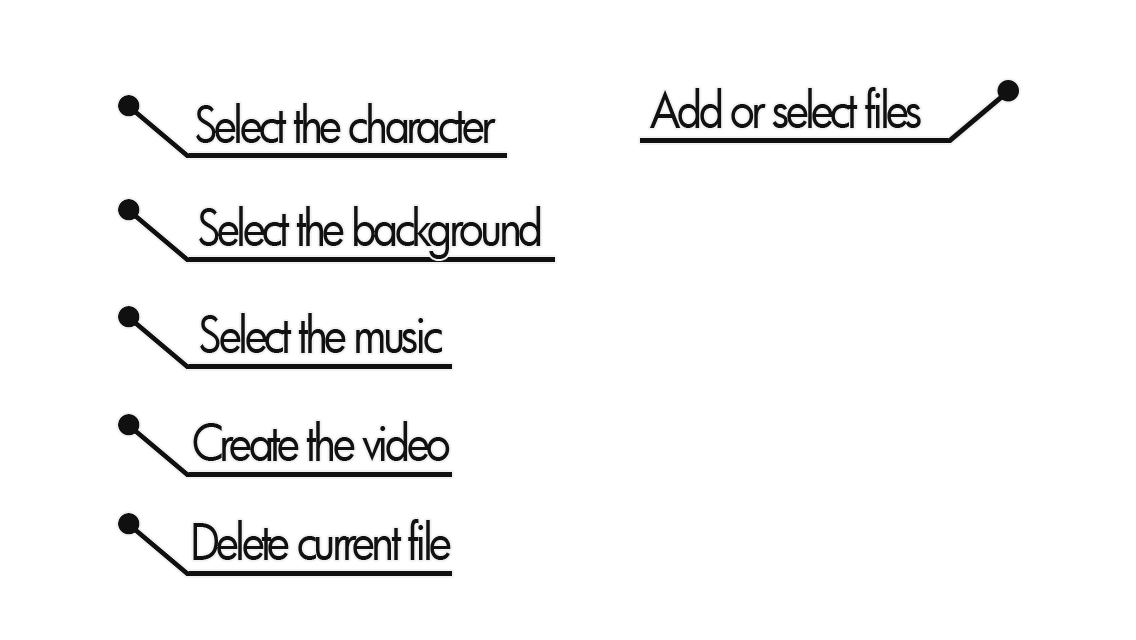 Select the character
Select the background
Select the music
Create the video
Delete current file
Add or select files